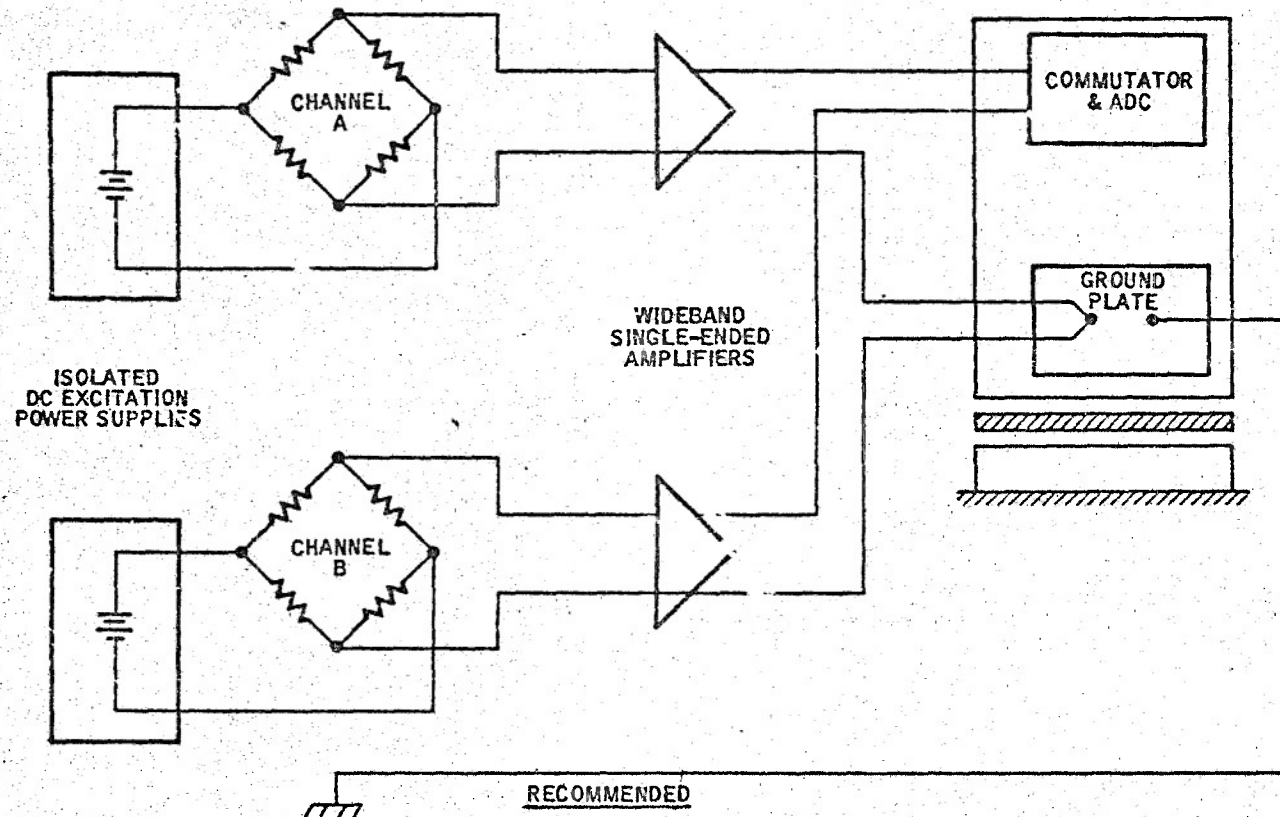 CHANNEL
A
COMMUTATOR
& ADC
GROUND
PLATE
WIDEBAND
SINGLE-ENDED
AMPLIFIERS
ISOLATED
DC EXCITATION
POWER SUPPLIES
CHANNEL
B
RECOMMENDED